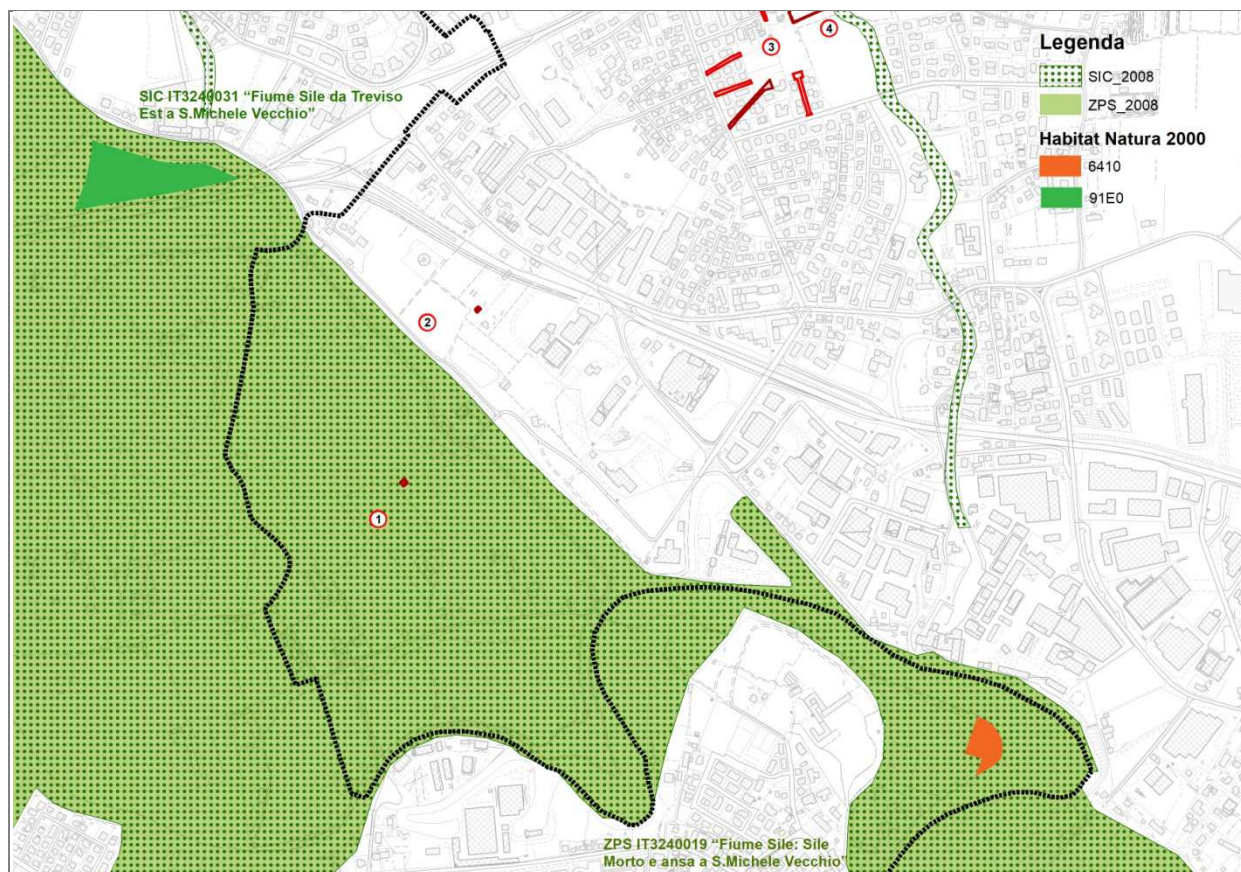 3
4
Legenda
SIC_2008
ZPS_2008
Habitat Natura 2000
6410
91E0
SIC IT3240031 “Fiume Sile da Treviso
Est a S.Michele Vecchio”
2
1
ZPS IT3240019 “Fiume Sile: Sile
Morto e ansa a S.Michele Vecchio”